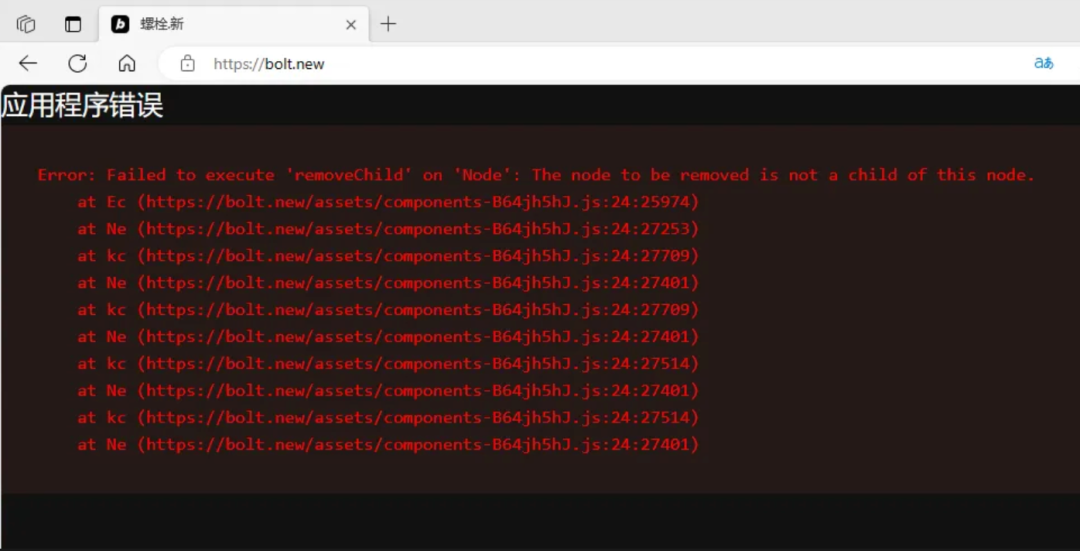 螺栓.新
https://bolt.new
aあ
应用程序错误
Error: Failed to execute 'removeChild' on 'Node': The node to be removed is not a child of this node.
at Ec (https://bolt.new/assets/components-B64jh5hJ.js:24:25974)
at Ne (https://bolt.new/assets/components-B64jh5hJ.js:24:27253)
at kc (https://bolt.new/assets/components-B64jh5hJ.js:24:27709)
at Ne (https://bolt.new/assets/components-B64jh5hJ.js:24:27401)
at kc (https://bolt.new/assets/components-B64jh5hJ.js:24:27709)
at Ne (https://bolt.new/assets/components-B64jh5hJ.js:24:27401)
at kc (https://bolt.new/assets/components-B64jh5hJ.js:24:27514)
at Ne (https://bolt.new/assets/components-B64jh5hJ.js:24:27401)
at kc (https://bolt.new/assets/components-B64jh5hJ.js:24:27514)
at Ne (https://bolt.new/assets/components-B64jh5hJ.js:24:27401)